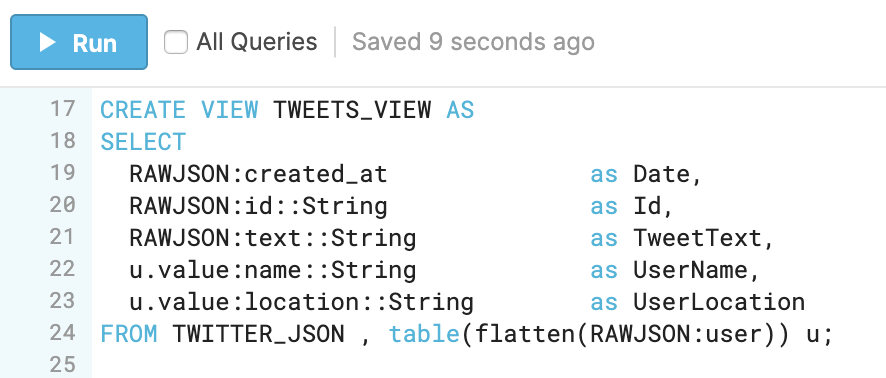 Run All Queries Saved 9 seconds ago
17 CREATE VIEW TWEETS_VIEW AS
18 SELECT
19 RAWJSON:created_at as Date,
20 RAWJSON:id::String as Id,
21 RAWJSON:text::String as TweetText,
22 u.value:name::String as UserName,
23 u.value:location::String as UserLocation
24 FROM TWITTER_JSON , table(flatten(RAWJSON:user)) u;
25